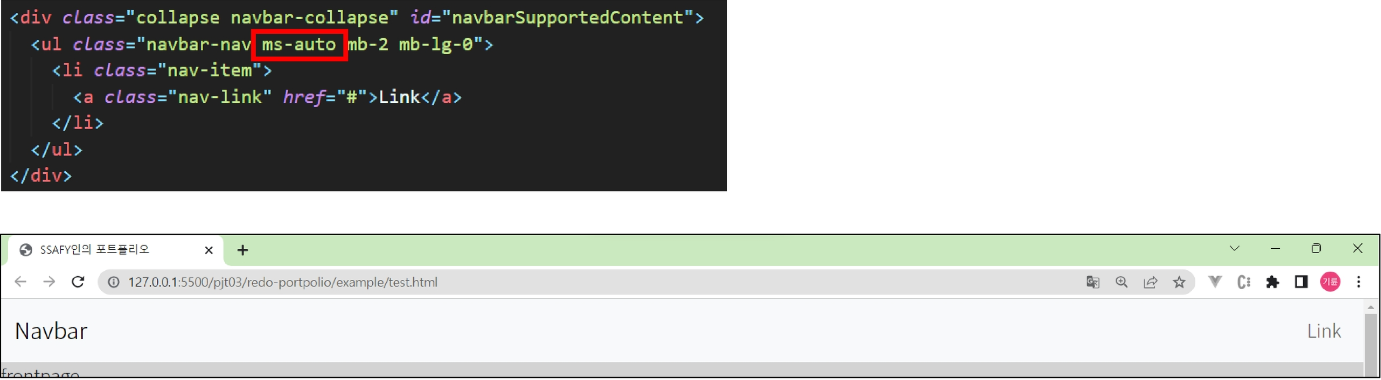 <div class="collapse navbar-collapse" id="navbarSupportedContent">
<ul class="navbar-nav ms-auto mb-2 mb-lg-0">
<li class="nav-item">
<a class="nav-link" href="#">Link</a>
</li>
</ul>
</div>
SSAFY인의 포트폴리오
127.0.0.1:5500/pjt03/redo-portpolio/example/test.html
기훈
Navbar Link
frontpage